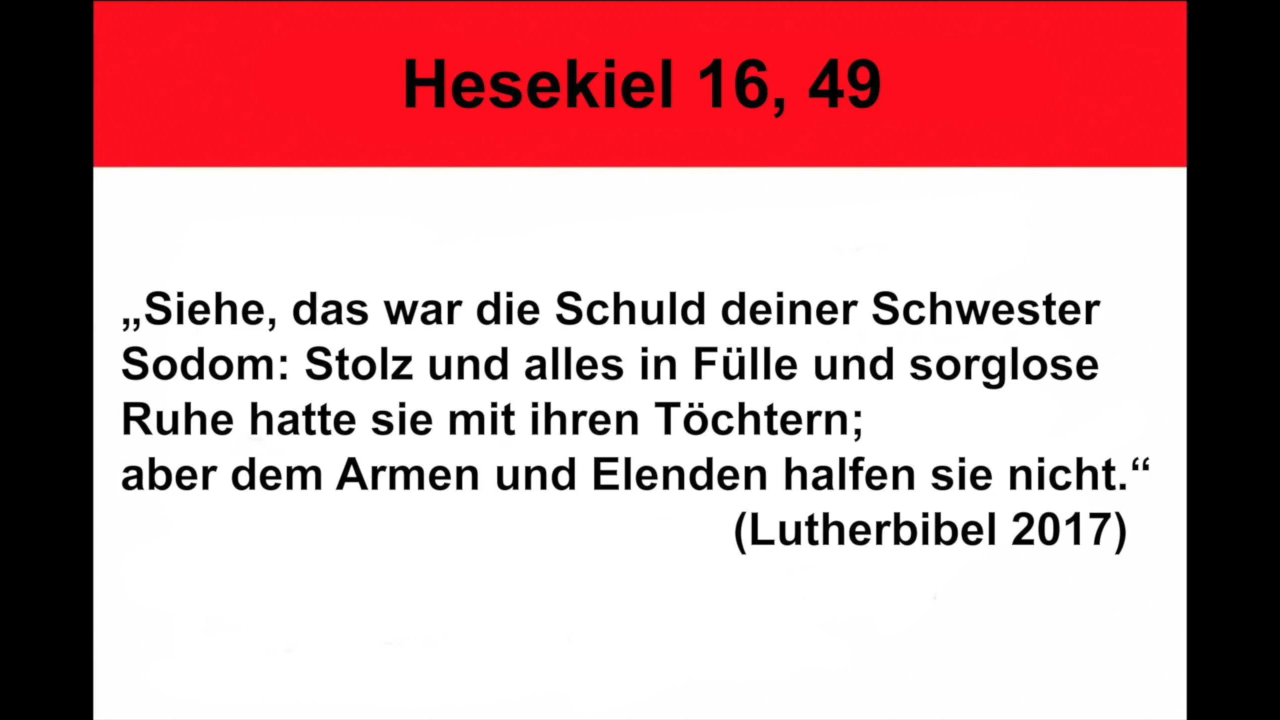 Hesekiel 16, 49
„Siehe, das war die Schuld deiner Schwester
Sodom: Stolz und alles in Fülle und sorglose
Ruhe hatte sie mit ihren Töchtern;
aber dem Armen und Elenden halfen sie nicht.“
(Lutherbibel 2017)